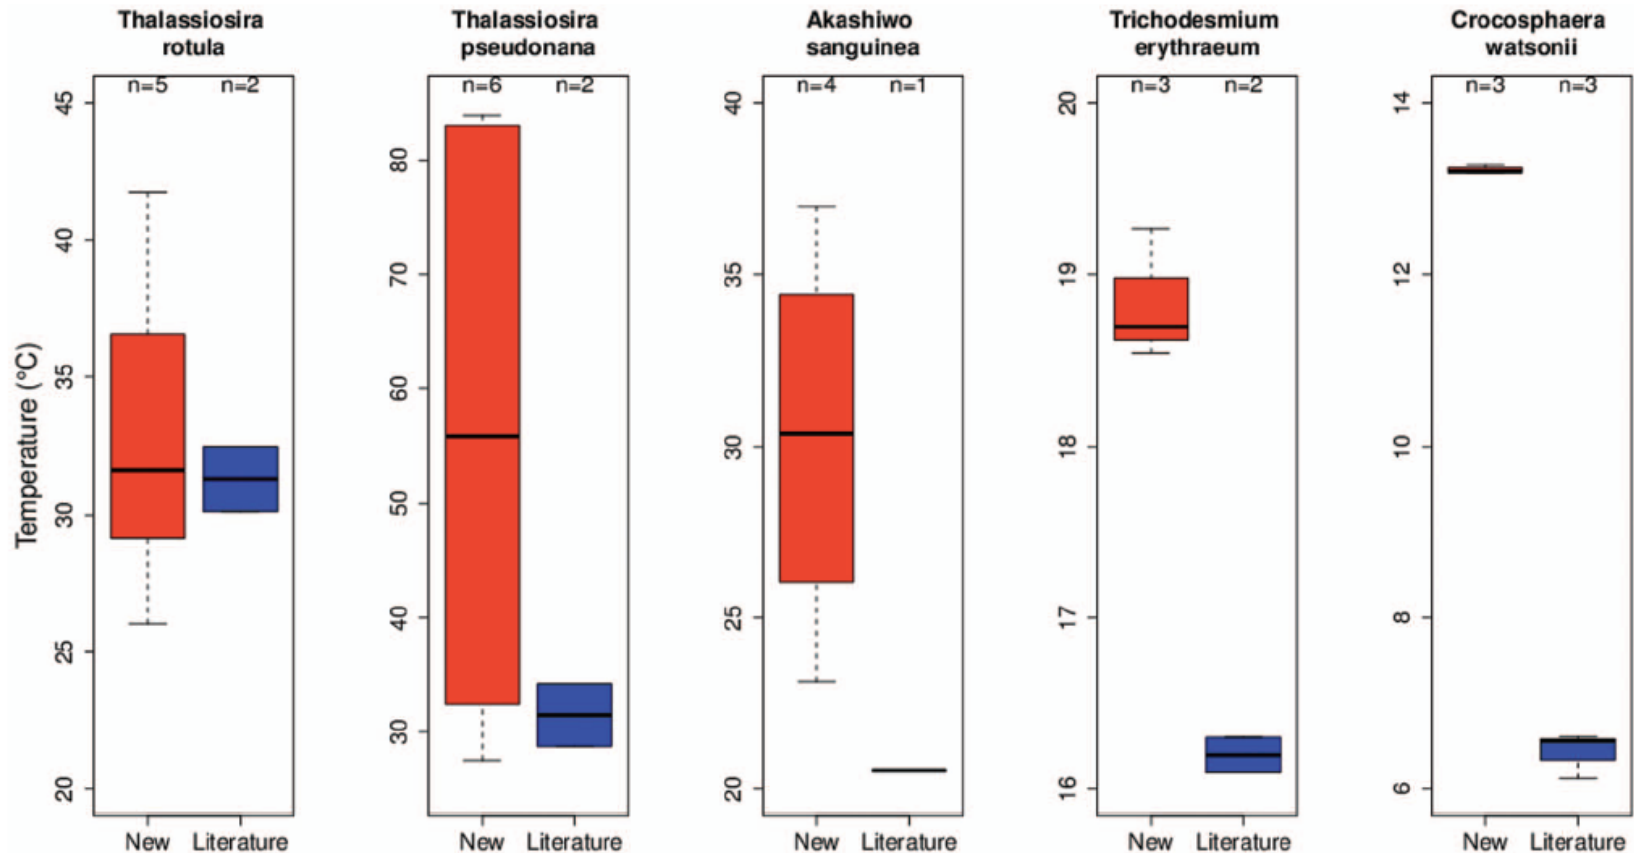 Thalassiosira
rotula
Thalassiosira
pseudonana
Akashiwo
sanguinea
Trichodesmium
erythraeum
Crocosphaera
watsonii
Temperature (°C)
n=5 n=2
45
40
35
30
25
20
New Literature
n=6 n=2
80
70
60
50
40
30
New Literature
n=4 n=1
40
35
30
25
20
New Literature
n=3 n=2
20
19
18
17
16
New Literature
n=3 n=3
14
12
10
8
6
New Literature